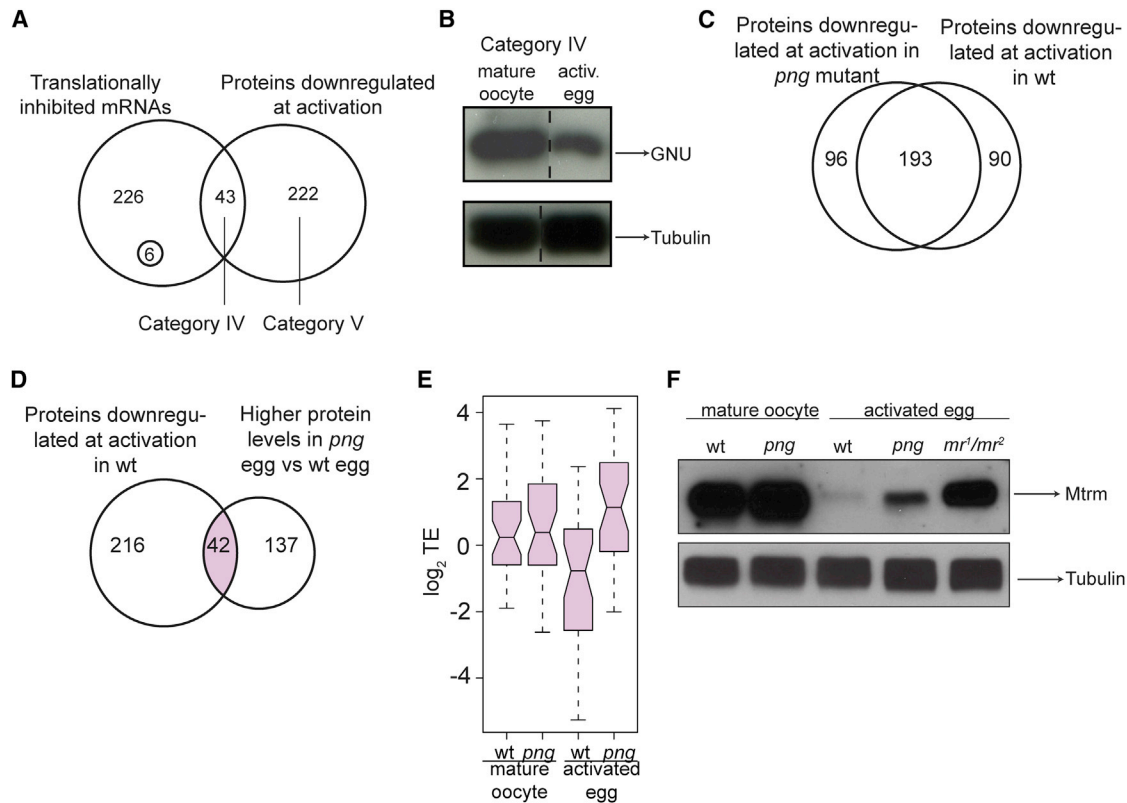 A
Translationally
inhibited mRNAs
Proteins downregulated
at activation
226
43
222
6
Category IV
Category V
B
Category IV
mature
oocyte
activ.
egg
GNU
Tubulin
C
Proteins downregu-
lated at activation in
png mutant
Proteins downregu-
lated at activation
in wt
96
193
90
D
Proteins downregu-
lated at activation
in wt
Higher protein
levels in png
egg vs wt egg
216
42
137
E
log2 TE
4
2
0
-2
-4
wt png wt png
mature
oocyte
activated
egg
F
mature oocyte
activated egg
wt png wt png mr1/mr2
Mtrm
Tubulin